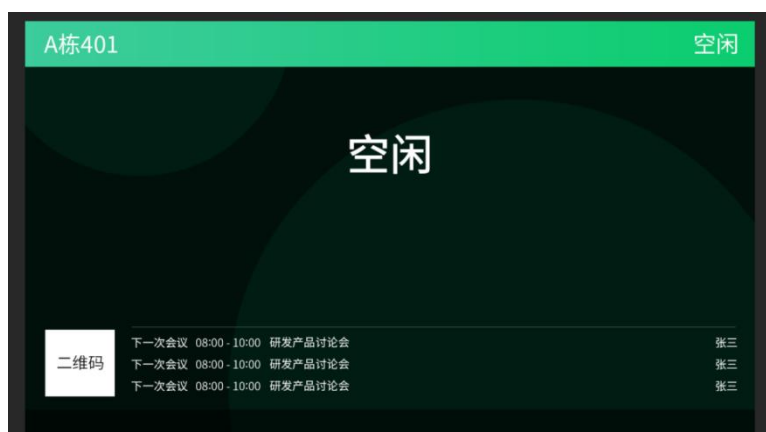 A栋401 空闲
空闲
二维码
下一次会议 08:00 - 10:00 研发产品讨论会 张三
下一次会议 08:00 - 10:00 研发产品讨论会 张三
下一次会议 08:00 - 10:00 研发产品讨论会 张三